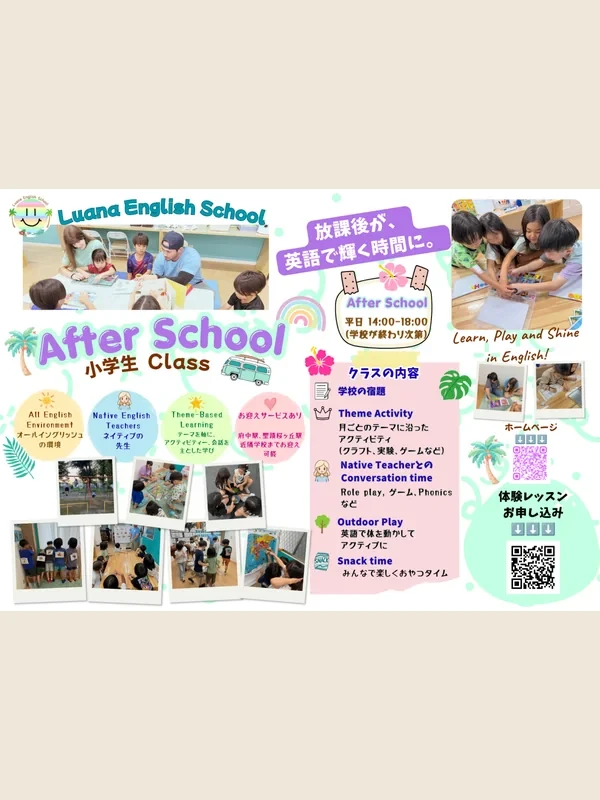 Luana English School
After School
小学生 Class
All English
Environment
オールイングリッシュ
の環境
Native English
Teachers
ネイティブの
先生
Theme-Based
Learning
テーマを軸に、
アクティビティー、会話を
主とした学び
お迎えサービスあり
府中駅、聖蹟桜ヶ丘駅
近隣学校までお迎え
可能
放課後が、
英語で輝く時間に。
After School
平日 14:00-18:00
(学校が終わり次第)
クラスの内容
学校の宿題
Theme Activity
月ごとのテーマに沿った
アクティビティ
(クラフト、実験、ゲームなど)
Native Teacherとの
Conversation time
Role play, ゲーム、Phonics
など
Outdoor Play
英語で体を動かして
アクティブに
SNACK
Snack time
みんなで楽しくおやつタイム
Learn, Play and Shine
in English!
ホームページ
体験レッスン
お申し込み